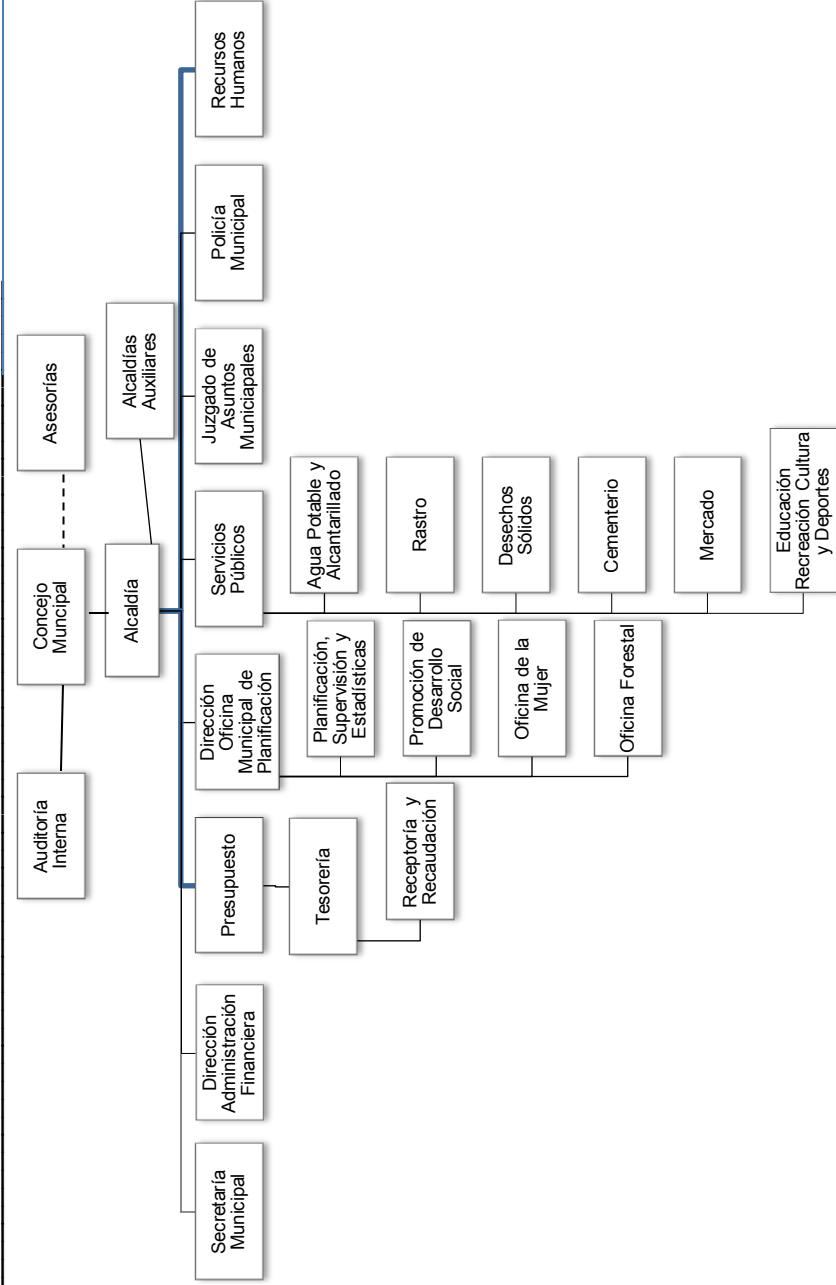 Auditoría
Interna
Concejo
Muncipal
Asesorías
Alcaldía
Alcaldías
Auxiliares
Secretaría
Municipal
Dirección
Administración
Financiera
Presupuesto
Dirección
Oficina
Municipal de
Planificación
Servicios
Públicos
Juzgado de
Asuntos
Municiapales
Policía
Municipal
Recursos
Humanos
Tesorería
Receptoría y
Recaudación
Planificación,
Supervisión y
Estadísticas
Promoción de
Desarrollo
Social
Oficina de la
Mujer
Oficina Forestal
Agua Potable y
Alcantarillado
Rastro
Desechos
Sólidos
Cementerio
Mercado
Educación
Recreación Cultura
y Deportes